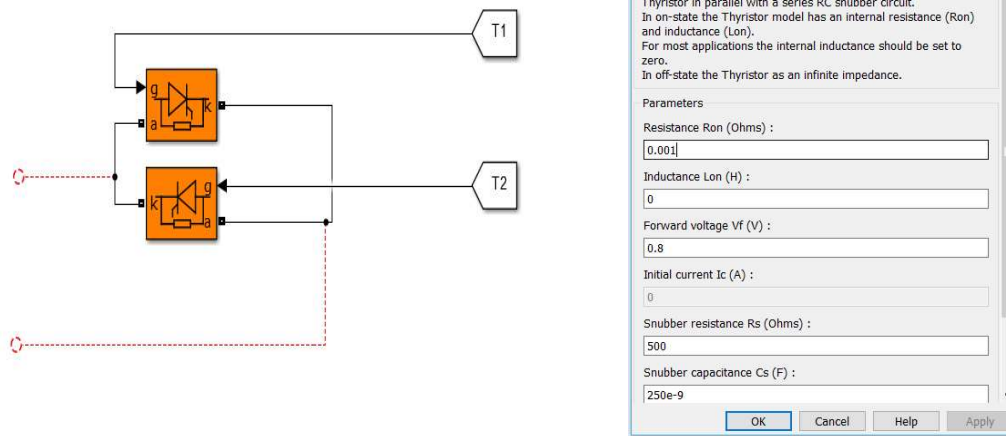 T1
g
k
a
T2
g
k
a
Thyristor in parallel with a series RC snubber circuit.
In on-state the Thyristor model has an internal resistance (Ron)
and inductance (Lon).
For most applications the internal inductance should be set to
zero.
In off-state the Thyristor as an infinite impedance.
Parameters
Resistance Ron (Ohms) :
0.001
Inductance Lon (H) :
0
Forward voltage Vf (V) :
0.8
Initial current Ic (A) :
0
Snubber resistance Rs (Ohms) :
500
Snubber capacitance Cs (F) :
250e-9
OK Cancel Help Apply